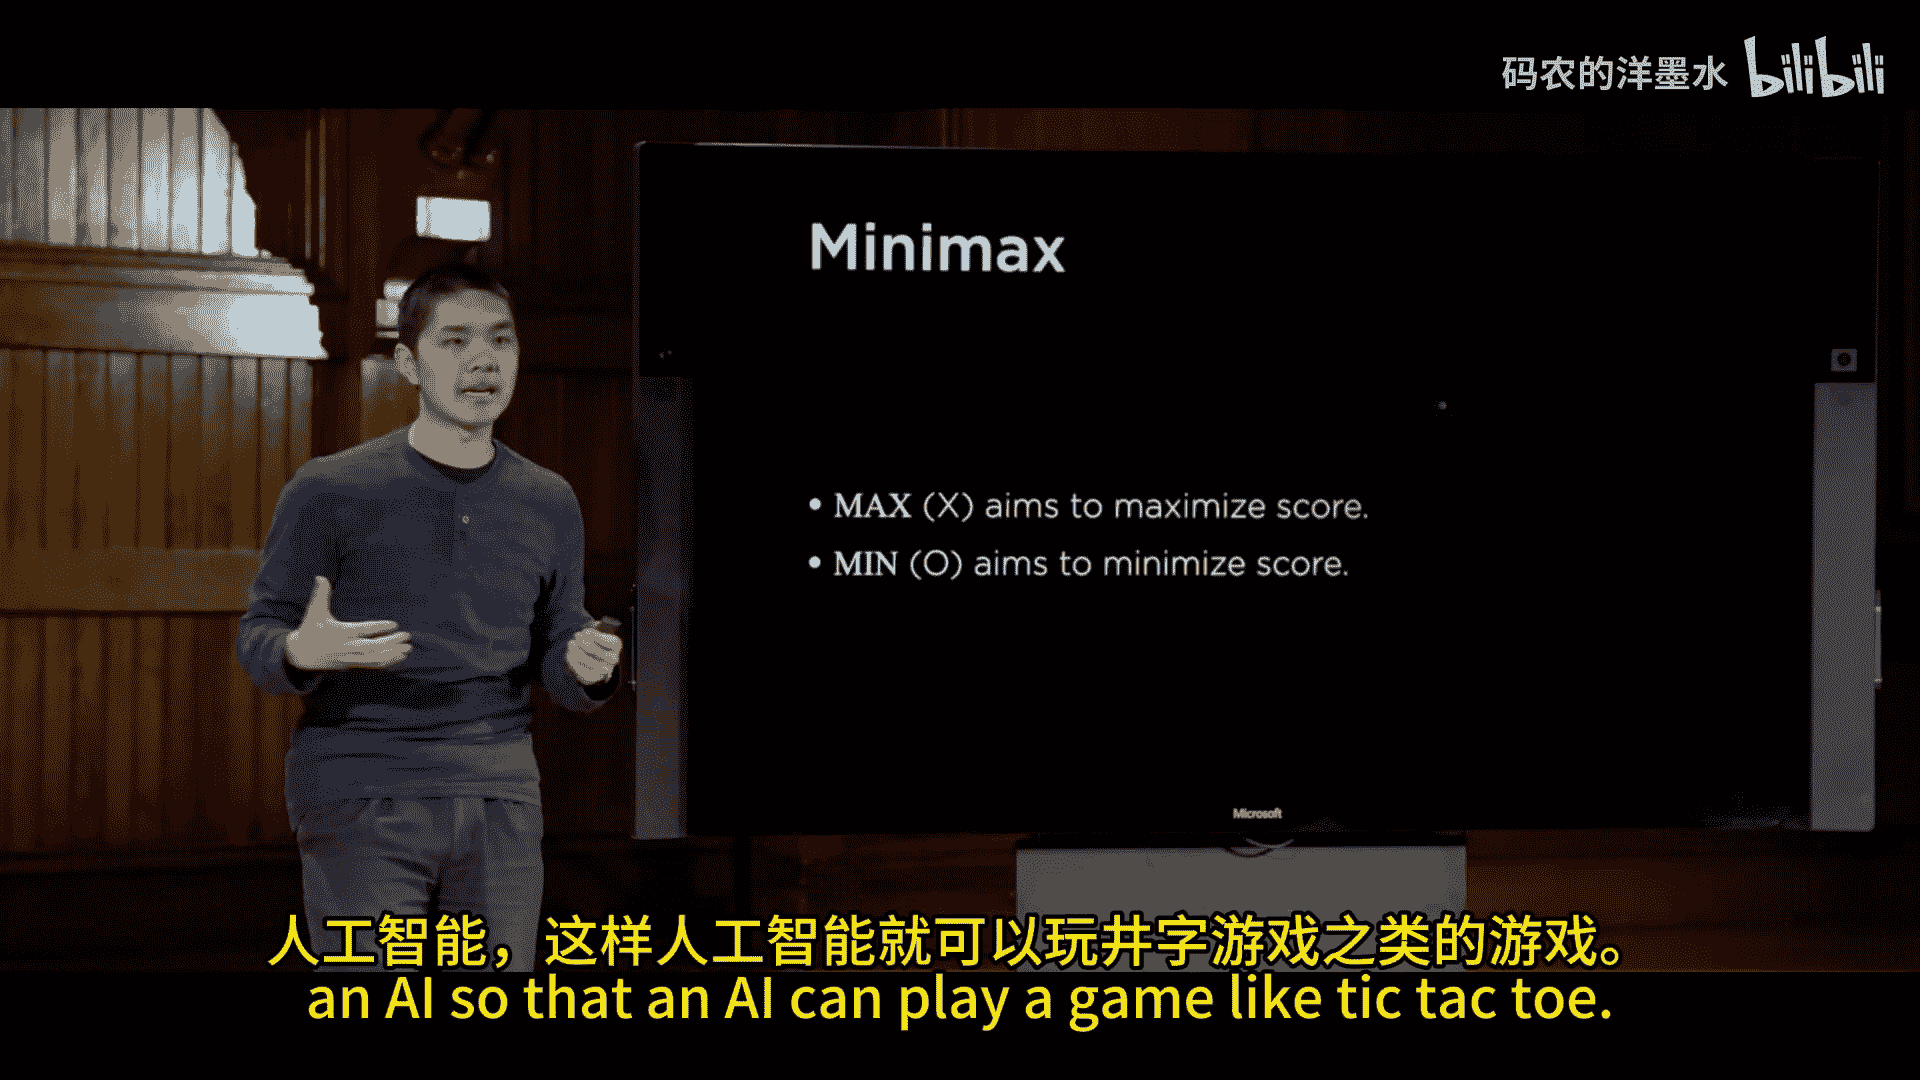 码农的洋墨水 bilibili
Minimax
• MAX (X) aims to maximize score.
• MIN (O) aims to minimize score.
Microsoft
人工智能，这样人工智能就可以玩井字游戏之类的游戏。
an AI so that an AI can play a game like tic tac toe.